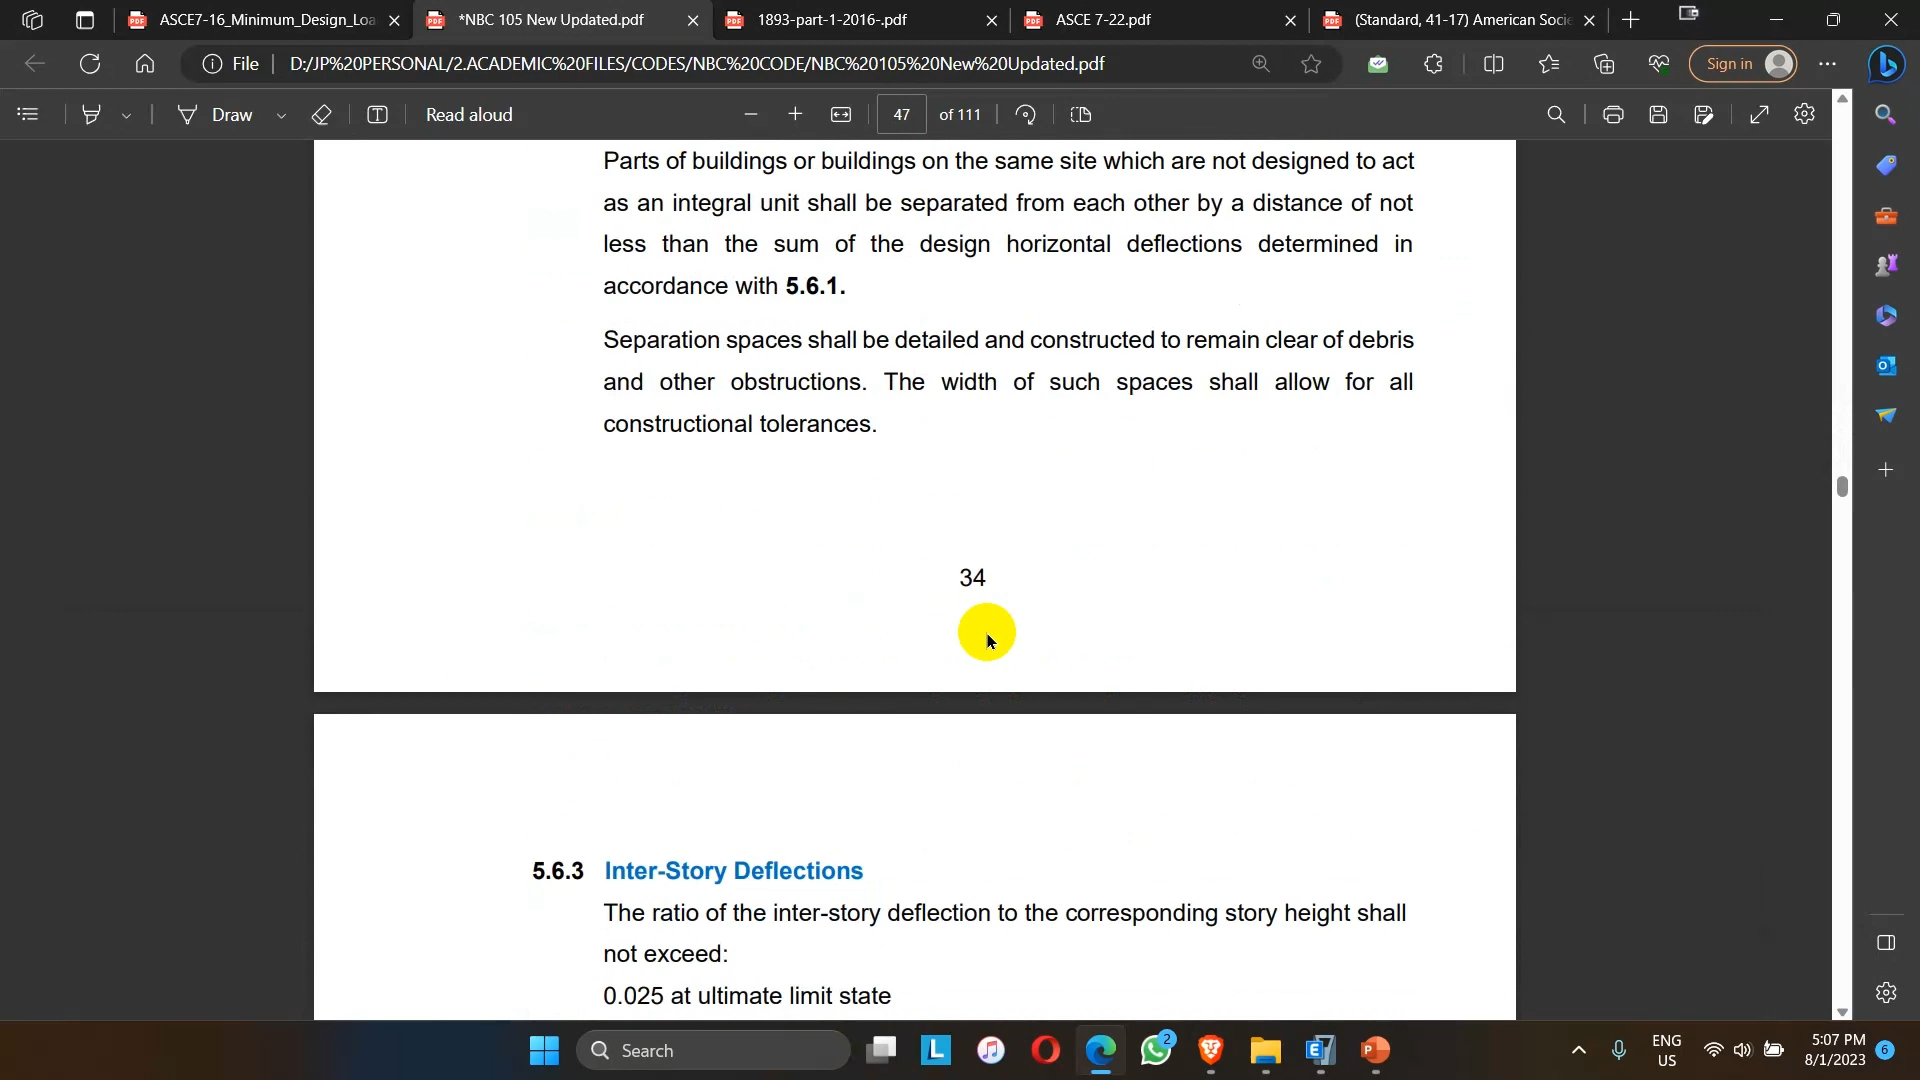 ASCE7-16_Minimum_Design_Loa
*NBC 105 New Updated.pdf
1893-part-1-2016-.pdf
ASCE 7-22.pdf
(Standard, 41-17) American Socie
File
D:/JP%20PERSONAL/2.ACADEMIC%20FILES/CODES/NBC%20CODE/NBC%20105%20New%20Updated.pdf
Sign in
Draw
Read aloud
47
of 111
Parts of buildings or buildings on the same site which are not designed to act
as an integral unit shall be separated from each other by a distance of not
less than the sum of the design horizontal deflections determined in
accordance with 5.6.1.
Separation spaces shall be detailed and constructed to remain clear of debris
and other obstructions. The width of such spaces shall allow for all
constructional tolerances.
34
5.6.3 Inter-Story Deflections
The ratio of the inter-story deflection to the corresponding story height shall
not exceed:
0.025 at ultimate limit state
Search
2
ENG
US
5:07 PM
8/1/2023
6